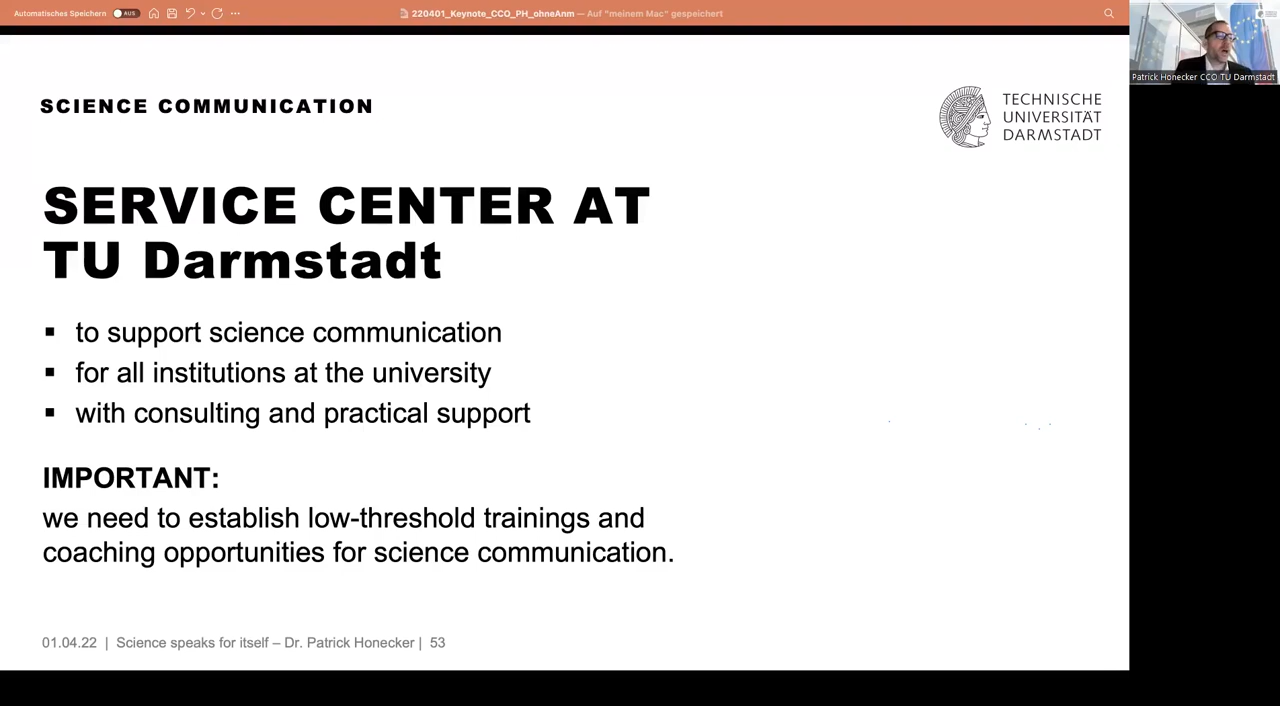 Automatisches Speichern AUS
220401_Keynote_CCO_PH_ohneAnm — Auf "meinem Mac" gespeichert
Patrick Honecker CCO TU Darmstadt
SCIENCE COMMUNICATION
TECHNISCHE
UNIVERSITÄT
DARMSTADT
SERVICE CENTER AT
TU Darmstadt
▪ to support science communication
▪ for all institutions at the university
▪ with consulting and practical support
IMPORTANT:
we need to establish low-threshold trainings and
coaching opportunities for science communication.
01.04.22 | Science speaks for itself – Dr. Patrick Honecker | 53